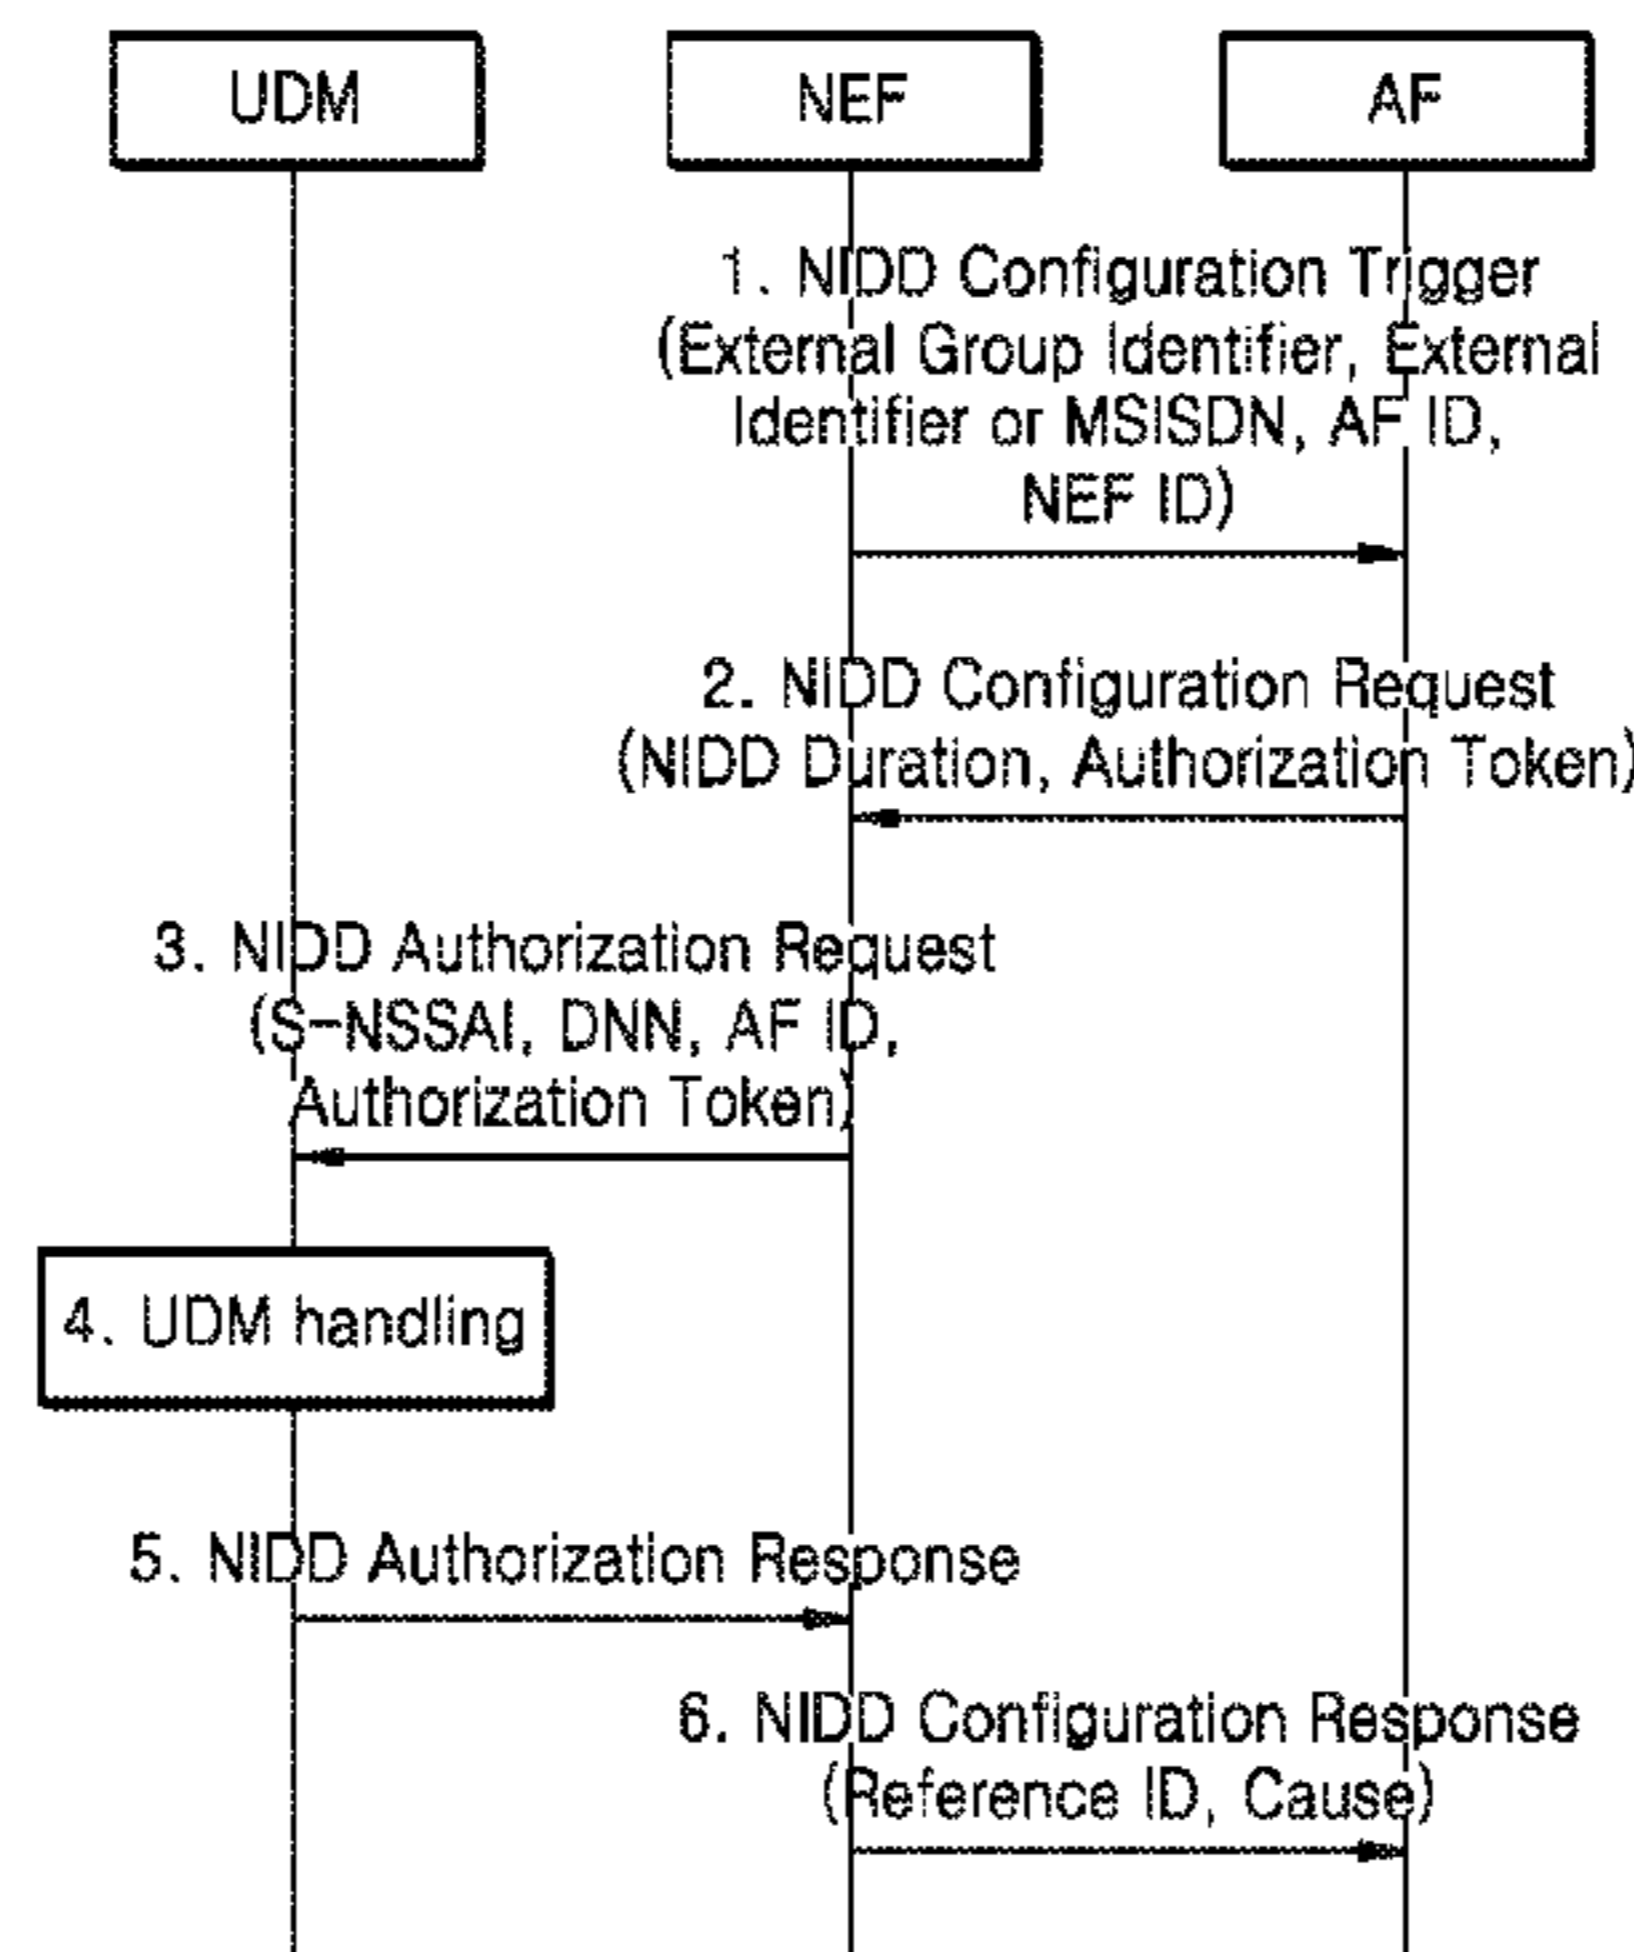 UDM
NEF
AF
1. NIDD Configuration Trigger
(External Group Identifier, External
Identifier or MSISDN, AF ID,
NEF ID)
2. NIDD Configuration Request
(NIDD Duration, Authorization Token)
3. NIDD Authorization Request
(S-NSSAI, DNN, AF ID,
Authorization Token)
4. UDM handling
5. NIDD Authorization Response
6. NIDD Configuration Response
(Reference ID, Cause)